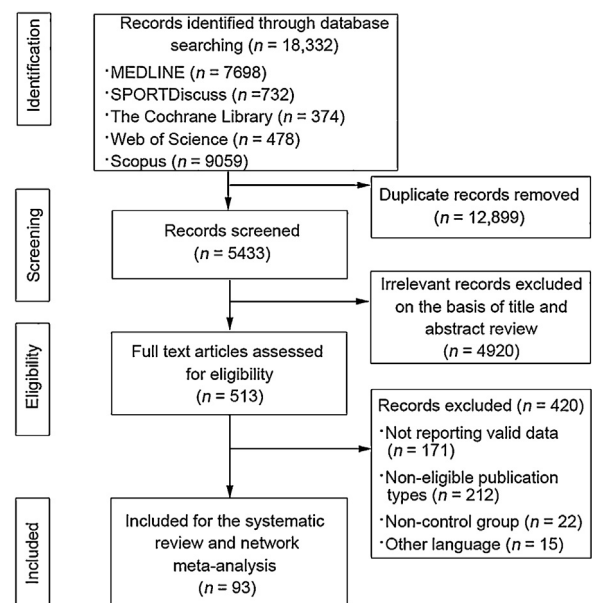 Identification
Records identified through database
searching (n = 18,332)
·MEDLINE (n = 7698)
·SPORTDiscuss (n =732)
·The Cochrane Library (n = 374)
·Web of Science (n = 478)
·Scopus (n = 9059)
Duplicate records removed
(n = 12,899)
Screening
Records screened
(n = 5433)
Irrelevant records excluded
on the basis of title and
abstract review
(n = 4920)
Eligibility
Full text articles assessed
for eligibility
(n = 513)
Records excluded (n = 420)
·Not reporting valid data
(n = 171)
·Non-eligible publication
types (n = 212)
·Non-control group (n = 22)
·Other language (n = 15)
Included
Included for the systematic
review and network
meta-analysis
(n = 93)